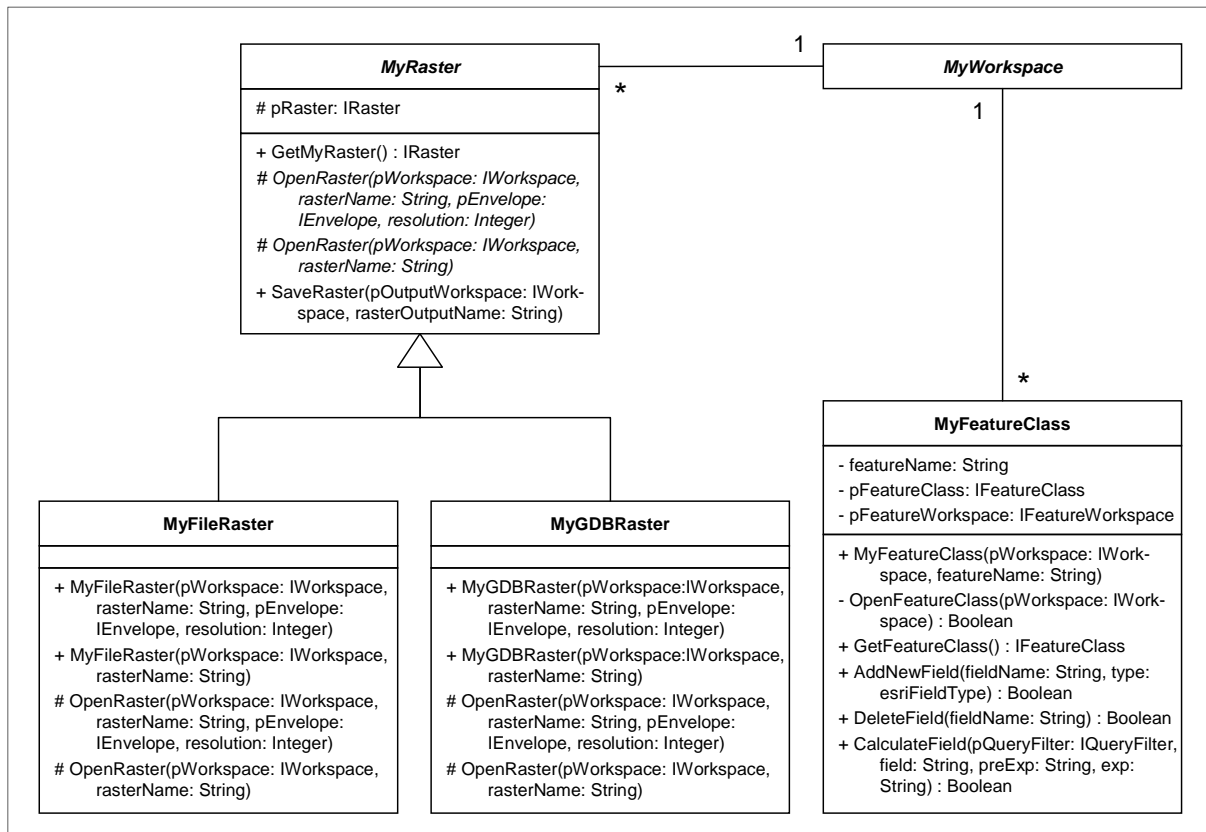 MyRaster
# pRaster: IRaster
+ GetMyRaster() : IRaster
# OpenRaster(pWorkspace: IWorkspace,
rasterName: String, pEnvelope:
IEnvelope, resolution: Integer)
# OpenRaster(pWorkspace: IWorkspace,
rasterName: String)
+ SaveRaster(pOutputWorkspace: IWork-
space, rasterOutputName: String)
1
*
MyWorkspace
1
*
MyFileRaster
+ MyFileRaster(pWorkspace: IWorkspace,
rasterName: String, pEnvelope:
IEnvelope, resolution: Integer)
+ MyFileRaster(pWorkspace: IWorkspace,
rasterName: String)
# OpenRaster(pWorkspace: IWorkspace,
rasterName: String, pEnvelope:
IEnvelope, resolution: Integer)
# OpenRaster(pWorkspace: IWorkspace,
rasterName: String)
MyGDBRaster
+ MyGDBRaster(pWorkspace:IWorkspace,
rasterName: String, pEnvelope:
IEnvelope, resolution: Integer)
+ MyGDBRaster(pWorkspace:IWorkspace,
rasterName: String)
# OpenRaster(pWorkspace: IWorkspace,
rasterName: String, pEnvelope:
IEnvelope, resolution: Integer)
# OpenRaster(pWorkspace: IWorkspace,
rasterName: String)
MyFeatureClass
- featureName: String
- pFeatureClass: IFeatureClass
- pFeatureWorkspace: IFeatureWorkspace
+ MyFeatureClass(pWorkspace: IWork-
space, featureName: String)
- OpenFeatureClass(pWorkspace: IWork-
space) : Boolean
+ GetFeatureClass() : IFeatureClass
+ AddNewField(fieldName: String, type:
esriFieldType) : Boolean
+ DeleteField(fieldName: String) : Boolean
+ CalculateField(pQueryFilter: IQueryFilter,
field: String, preExp: String, exp:
String) : Boolean